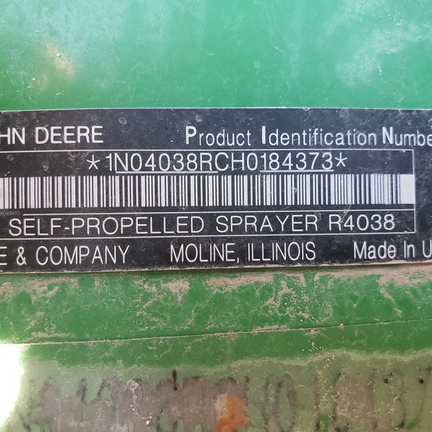 HN DEERE Product Identification Numbe
*1N04038RCH0184373*
SELF-PROPELLED SPRAYER R4038
E & COMPANY MOLINE, ILLINOIS Made In U